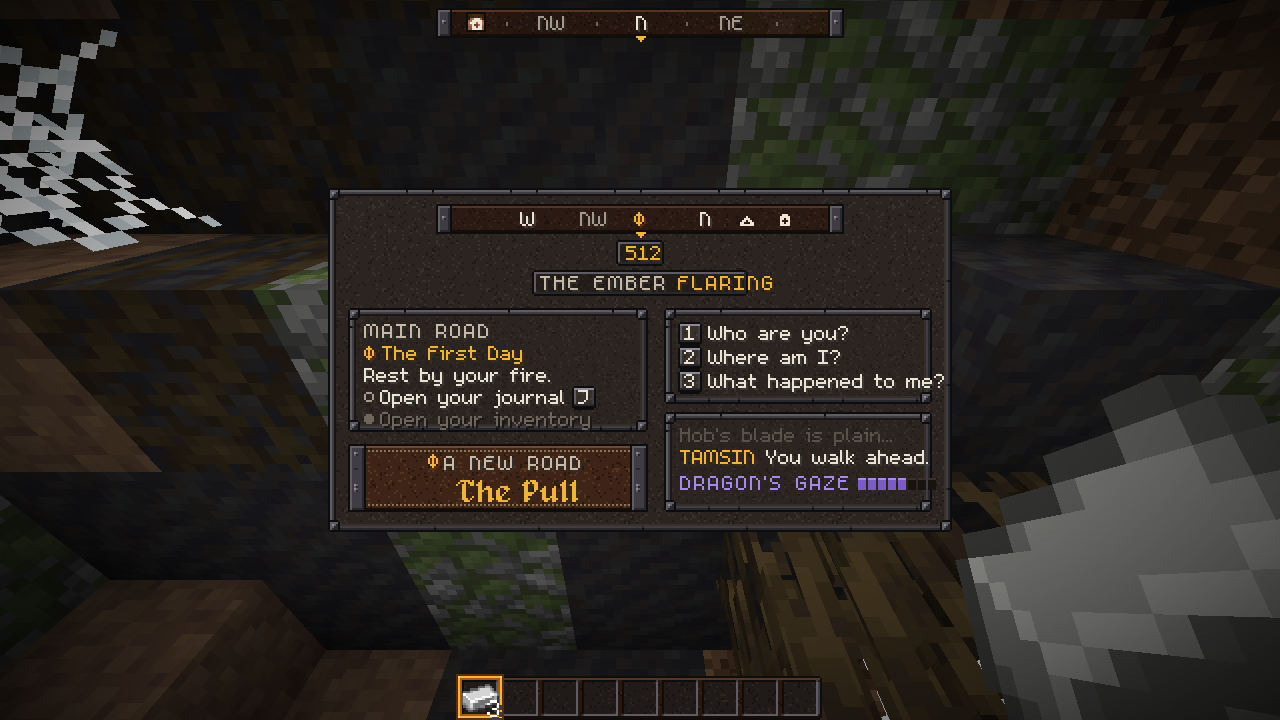 NW N NE
W NW N
512
THE EMBER FLARING
MAIN ROAD
The First Day
Rest by your fire.
Open your journal J
Open your inventory
A NEW ROAD
The Pull
1 Who are you?
2 Where am I?
3 What happened to me?
Hob's blade is plain...
TAMSIN You walk ahead.
DRAGON'S GAZE
3